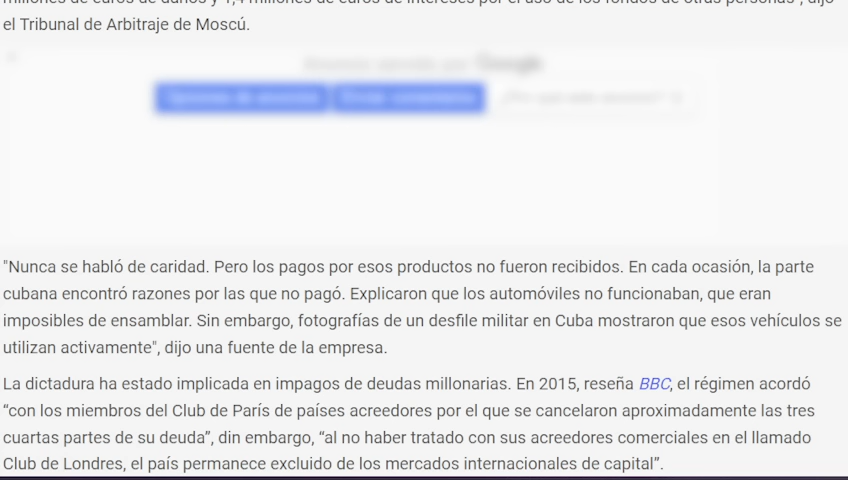 el Tribunal de Arbitraje de Moscú.
"Nunca se habló de caridad. Pero los pagos por esos productos no fueron recibidos. En cada ocasión, la parte
cubana encontró razones por las que no pagó. Explicaron que los automóviles no funcionaban, que eran
imposibles de ensamblar. Sin embargo, fotografías de un desfile militar en Cuba mostraron que esos vehículos se
utilizan activamente", dijo una fuente de la empresa.
La dictadura ha estado implicada en impagos de deudas millonarias. En 2015, reseña BBC, el régimen acordó
“con los miembros del Club de París de países acreedores por el que se cancelaron aproximadamente las tres
cuartas partes de su deuda”, din embargo, “al no haber tratado con sus acreedores comerciales en el llamado
Club de Londres, el país permanece excluido de los mercados internacionales de capital”.